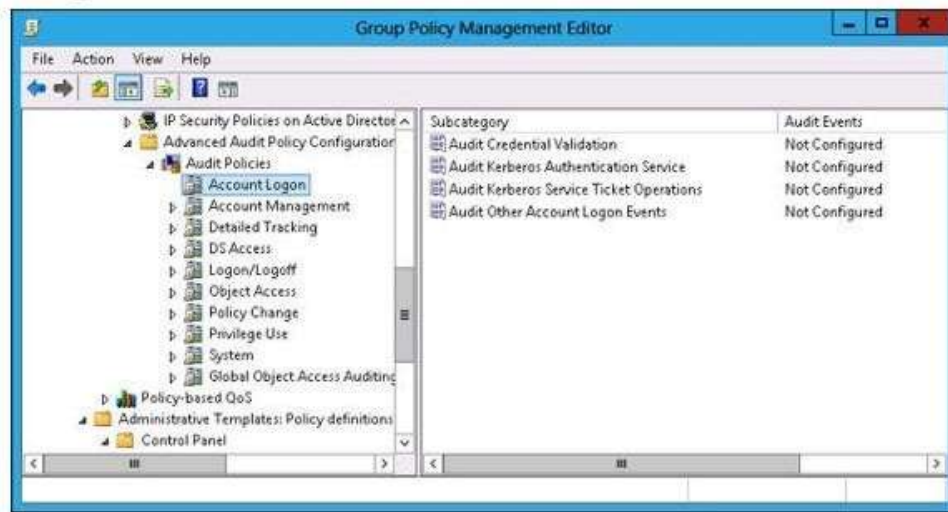 Group Policy Management Editor
File Action View Help
IP Security Policies on Active Director
Advanced Audit Policy Configuration
Audit Policies
Account Logon
Account Management
Detailed Tracking
DS Access
Logon/Logoff
Object Access
Policy Change
Privilege Use
System
Global Object Access Auditing
Policy-based QoS
Administrative Templates: Policy definitions
Control Panel
Subcategory Audit Events
Audit Credential Validation Not Configured
Audit Kerberos Authentication Service Not Configured
Audit Kerberos Service Ticket Operations Not Configured
Audit Other Account Logon Events Not Configured